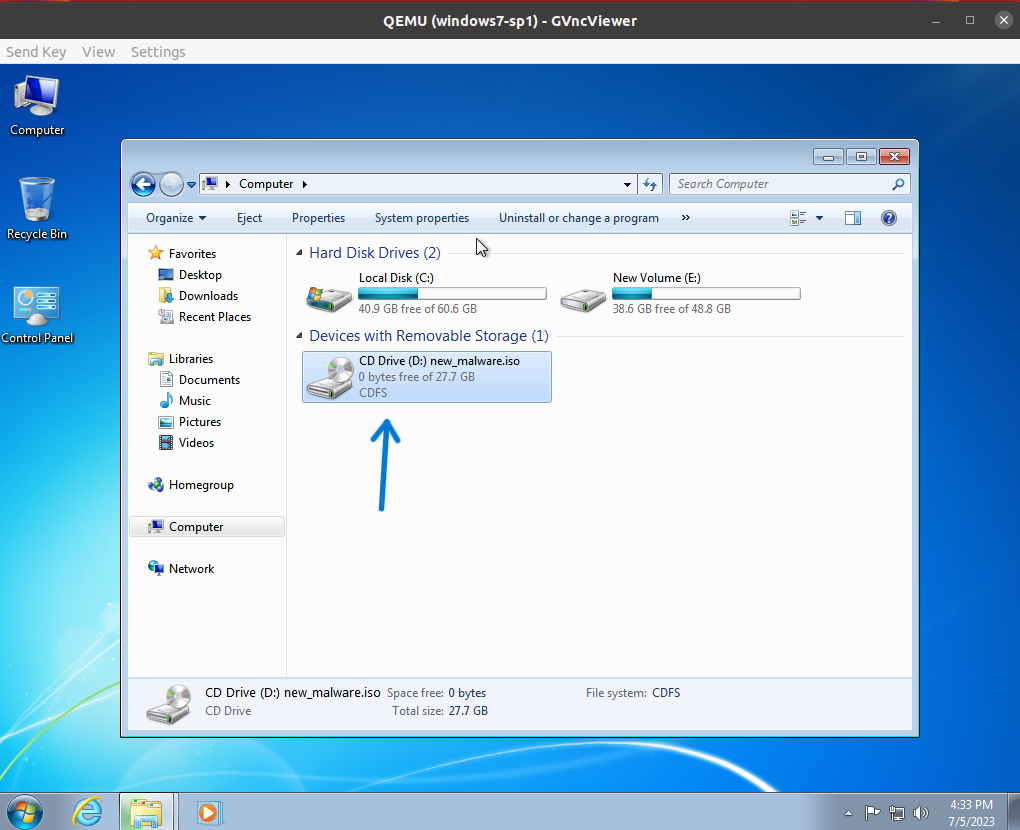 QEMU (windows7-sp1) - GVncViewer
Send Key View Settings
Computer
Recycle Bin
Control Panel
Computer
Search Computer
Organize Eject Properties System properties Uninstall or change a program »
Favorites
Desktop
Downloads
Recent Places
Libraries
Documents
Music
Pictures
Videos
Homegroup
Computer
Network
Hard Disk Drives (2)
Local Disk (C:)
40.9 GB free of 60.6 GB
New Volume (E:)
38.6 GB free of 48.8 GB
Devices with Removable Storage (1)
CD Drive (D:) new_malware.iso
0 bytes free of 27.7 GB
CDFS
CD Drive (D:) new_malware.iso Space free: 0 bytes File system: CDFS
CD Drive Total size: 27.7 GB
4:33 PM
7/5/2023